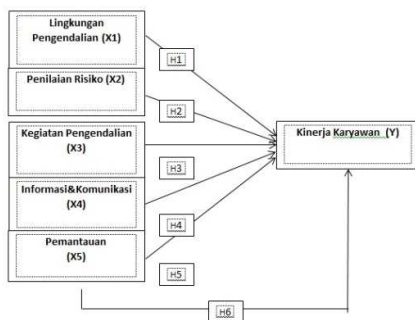 Lingkungan
Pengendalian (X1)
H1
Penilaian Risiko (X2)
H2
Kegiatan Pengendalian
(X3)
Kinerja Karyawan (Y)
H3
Informasi&Komunikasi
(X4)
H4
Pemantauan
(X5)
H5
H6